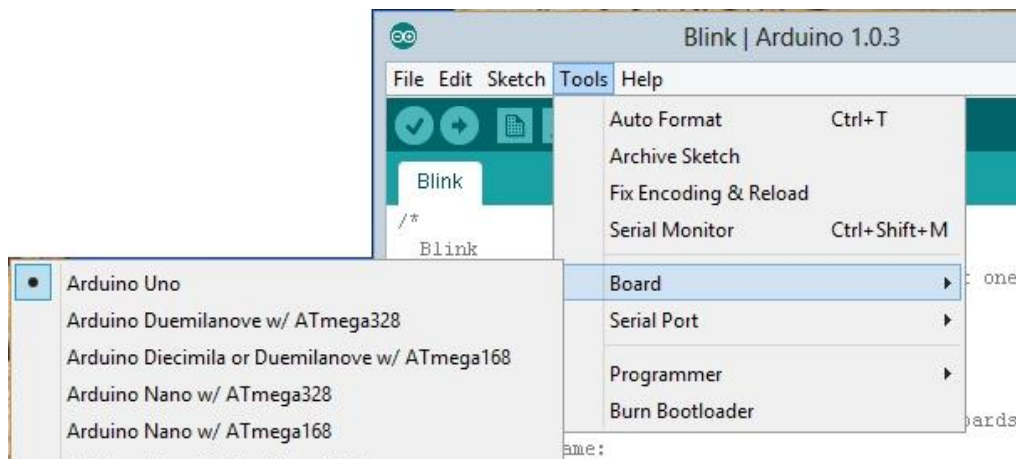 Blink | Arduino 1.0.3
File Edit Sketch Tools Help
Auto Format Ctrl+T
Archive Sketch
Blink
Fix Encoding & Reload
/*
Serial Monitor Ctrl+Shift+M
Blink
Arduino Uno
Board
one
Arduino Duemilanove w/ ATmega328
Serial Port
Arduino Diecimila or Duemilanove w/ ATmega168
Programmer
Arduino Nano w/ ATmega328
Burn Bootloader
Arduino Nano w/ ATmega168